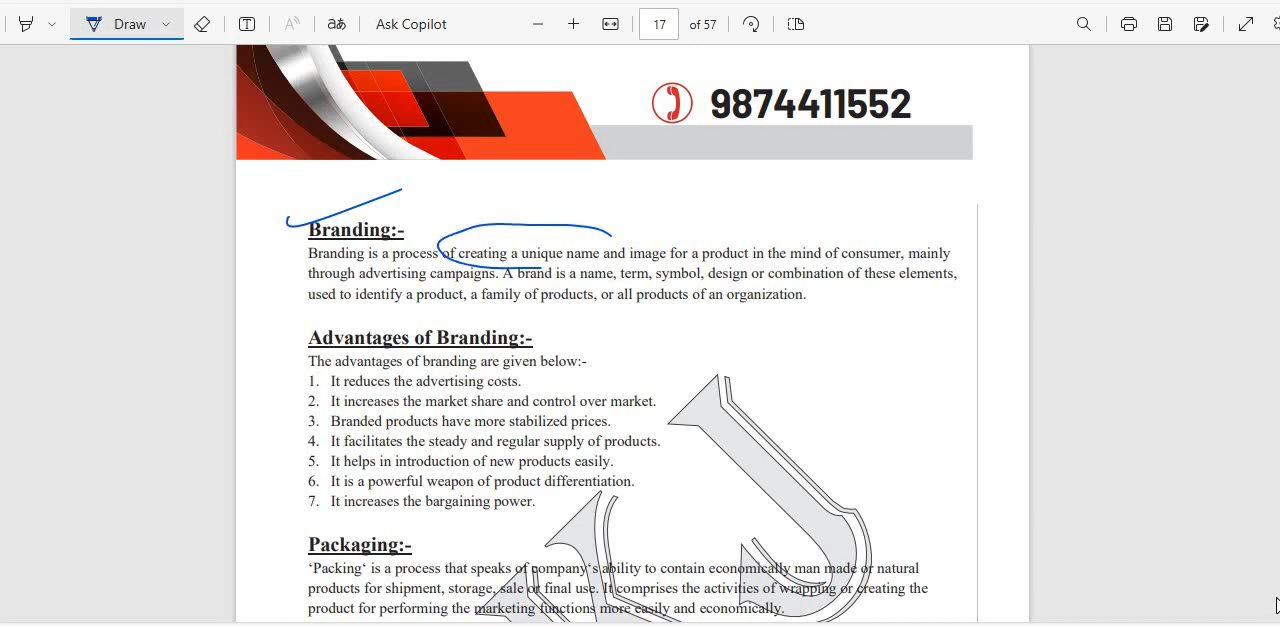 Draw aあ Ask Copilot 17 of 57
9874411552
Branding:-
Branding is a process of creating a unique name and image for a product in the mind of consumer, mainly
through advertising campaigns. A brand is a name, term, symbol, design or combination of these elements,
used to identify a product, a family of products, or all products of an organization.
Advantages of Branding:-
The advantages of branding are given below:-
1. It reduces the advertising costs.
2. It increases the market share and control over market.
3. Branded products have more stabilized prices.
4. It facilitates the steady and regular supply of products.
5. It helps in introduction of new products easily.
6. It is a powerful weapon of product differentiation.
7. It increases the bargaining power.
Packaging:-
‘Packing‘ is a process that speaks of company‘s ability to contain economically man made or natural
products for shipment, storage, sale or final use. It comprises the activities of wrapping or creating the
product for performing the marketing functions more easily and economically.